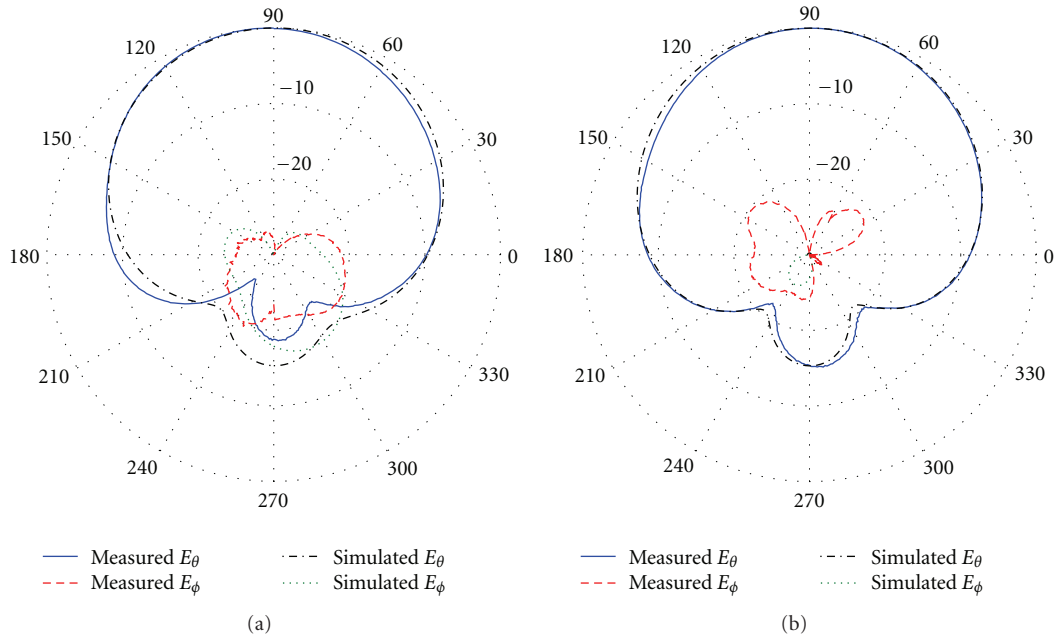 90
120
60
−10
150
30
−20
180
0
210
330
240
300
270
Measured Eθ
Simulated Eθ
Measured Eϕ
Simulated Eϕ
(a)
90
120
60
−10
150
30
−20
180
0
210
330
240
300
270
Measured Eθ
Simulated Eθ
Measured Eϕ
Simulated Eϕ
(b)